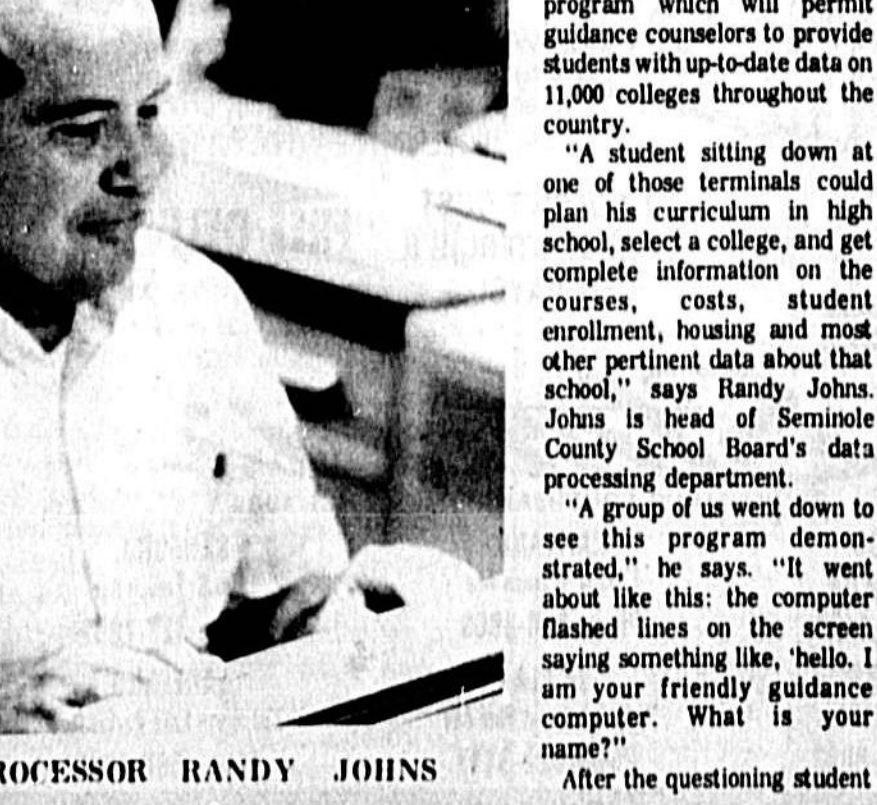 ROCESSOR RANDY JOHNS
program which will permit
guidance counselors to provide
students with up-to-date data on
11,000 colleges throughout the
country.
"A student sitting down at
one of those terminals could
plan his curriculum in high
school, select a college, and get
complete information on the
courses, costs, student
enrollment, housing and most
other pertinent data about that
school," says Randy Johns.
Johns is head of Seminole
County School Board's data
processing department.
"A group of us went down to
see this program demon-
strated," he says. "It went
about like this: the computer
flashed lines on the screen
saying something like, 'hello. I
am your friendly guidance
computer. What is your
name?"
After the questioning student